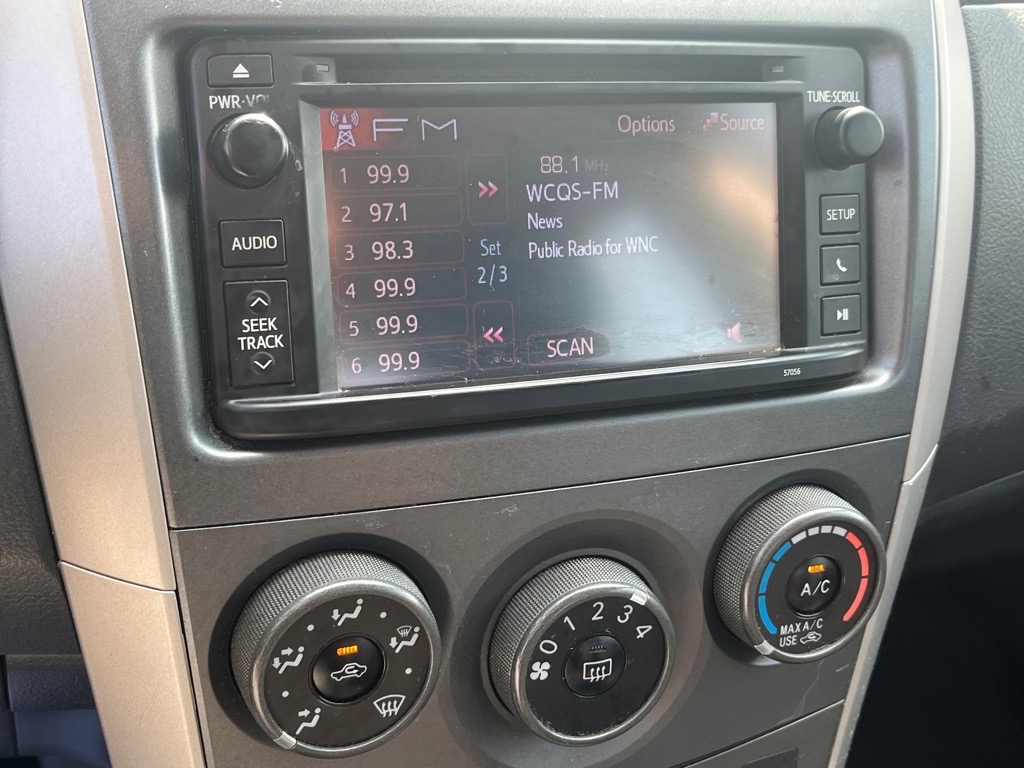 PWR·VOL
TUNE·SCROLL
FM
Options
Source
1 99.9
2 97.1
3 98.3
4 99.9
5 99.9
6 99.9
Set
2/3
88.1 MHz
WCQS-FM
News
Public Radio for WNC
SCAN
AUDIO
SEEK
TRACK
SETUP
57056
0 1 2 3 4
A/C
MAX A/C
USE